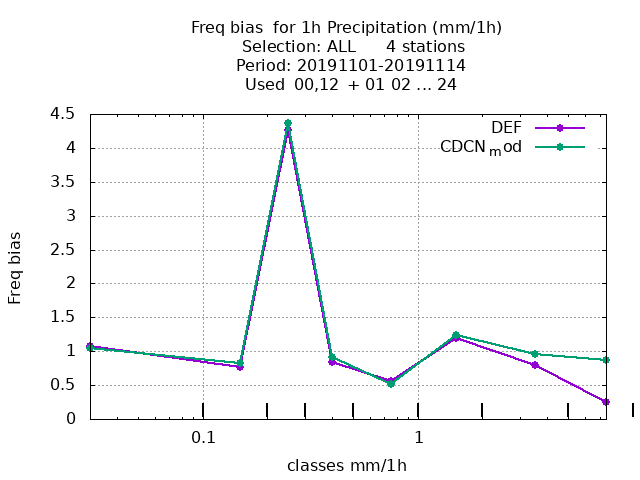 Freq bias  for 1h Precipitation (mm/1h)
Selection: ALL      4 stations
Period: 20191101-20191114
Used  00,12  + 01 02 ... 24
DEF
CDCNmod
4.5
4
3.5
3
2.5
2
1.5
1
0.5
0
Freq bias
0.1
1
classes mm/1h